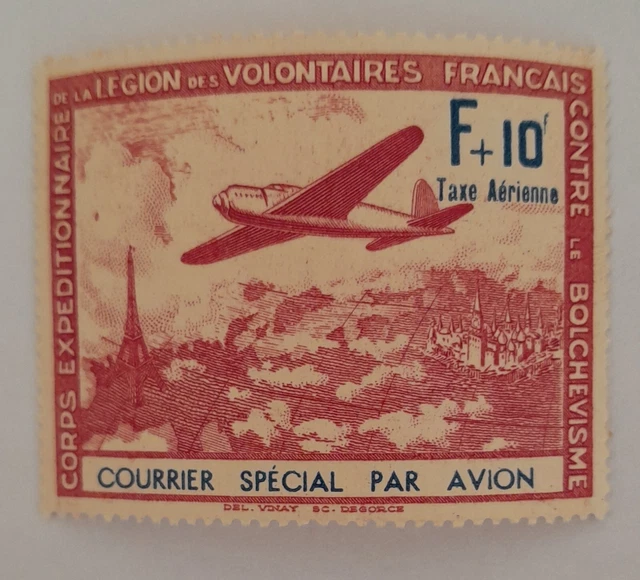 CORPS EXPEDITIONNAIRE
DE LA LEGION DES VOLONTAIRES FRANCAIS
CONTRE LE BOLCHEVISME
F+10f
Taxe Aérienne
COURRIER SPÉCIAL PAR AVION
DEL. VINAY SC. DEGORCE